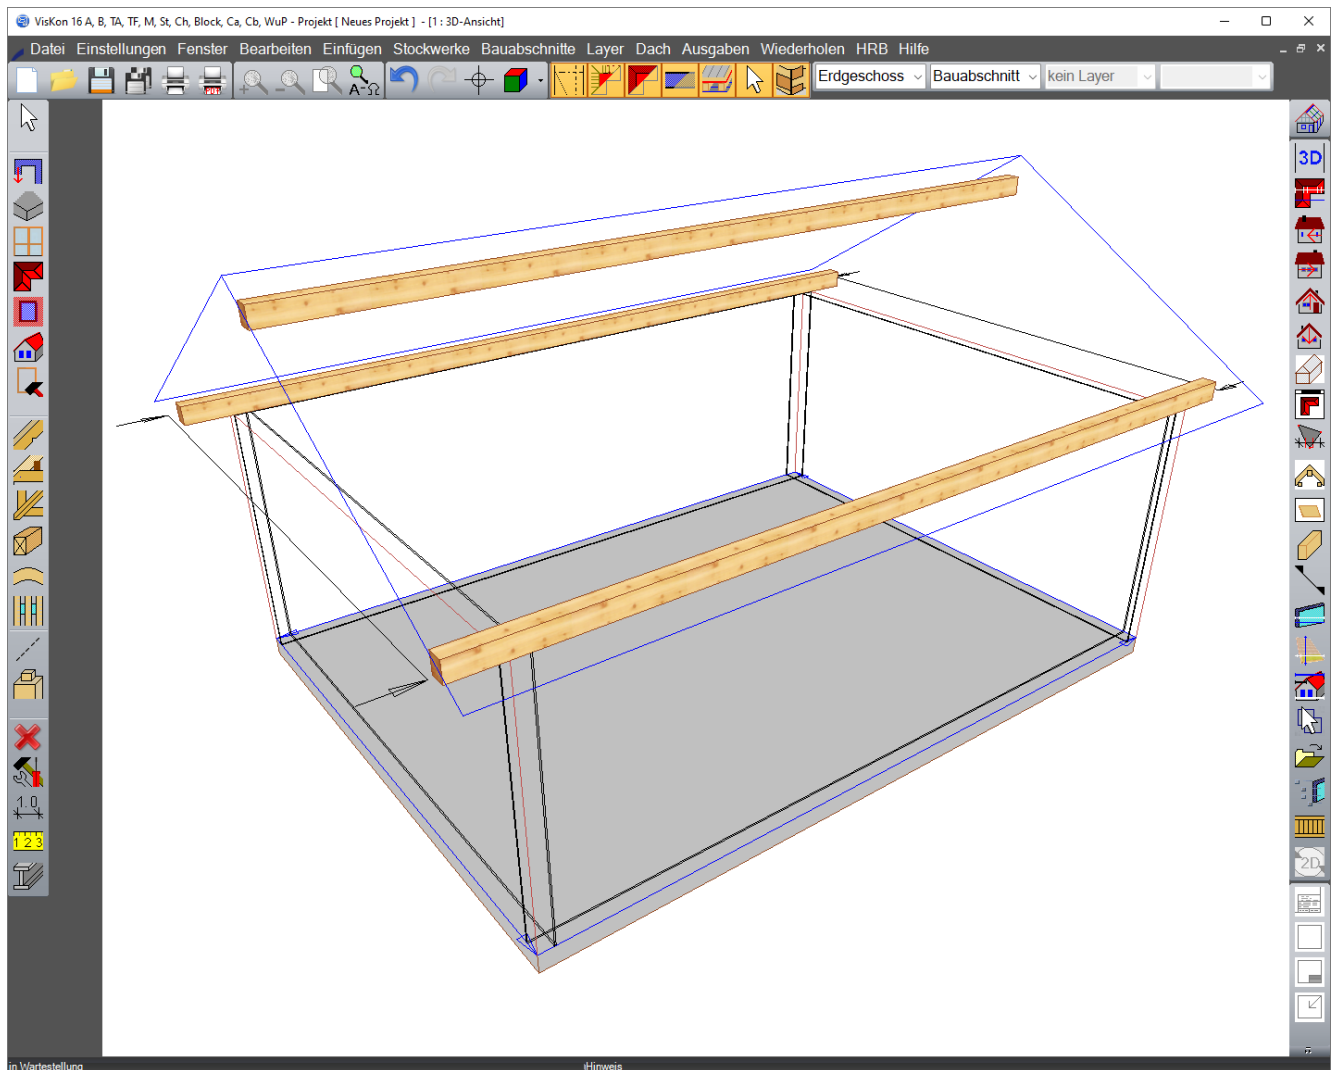 VisKon 16 A, B, TA, TF, M, St, Ch, Block, Ca, Cb, WuP - Projekt [ Neues Projekt ]  - [1 : 3D-Ansicht]
Datei Einstellungen Fenster Bearbeiten Einfügen Stockwerke Bauabschnitte Layer Dach Ausgaben Wiederholen HRB Hilfe
PDF A-Ω Erdgeschoss Bauabschnitt kein Layer
3D
1.0
1 2 3
2D
in Wartestellung Hinweis